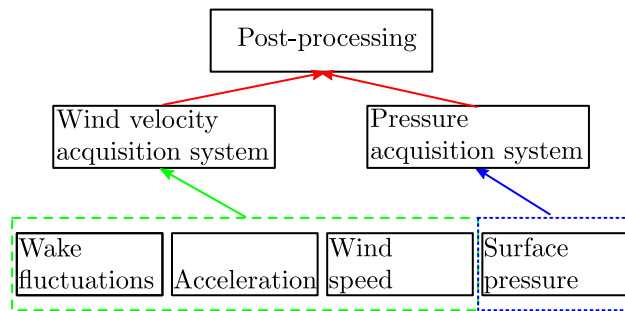 Post-processing
Wind velocity
acquisition system
Pressure
acquisition system
Wake
fluctuations
Acceleration
Wind
speed
Surface
pressure